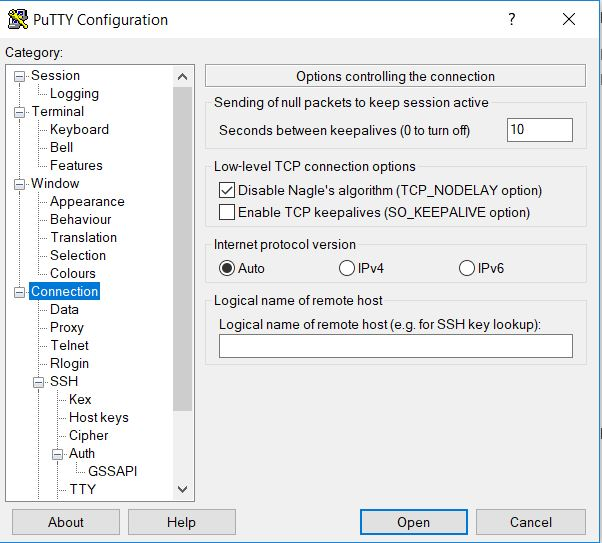 PuTTY Configuration
?
Category:
Session
Logging
Terminal
Keyboard
Bell
Features
Window
Appearance
Behaviour
Translation
Selection
Colours
Connection
Data
Proxy
Telnet
Rlogin
SSH
Kex
Host keys
Cipher
Auth
GSSAPI
TTY
Options controlling the connection
Sending of null packets to keep session active
Seconds between keepalives (0 to turn off) 10
Low-level TCP connection options
Disable Nagle's algorithm (TCP_NODELAY option)
Enable TCP keepalives (SO_KEEPALIVE option)
Internet protocol version
Auto IPv4 IPv6
Logical name of remote host
Logical name of remote host (e.g. for SSH key lookup):
About Help Open Cancel